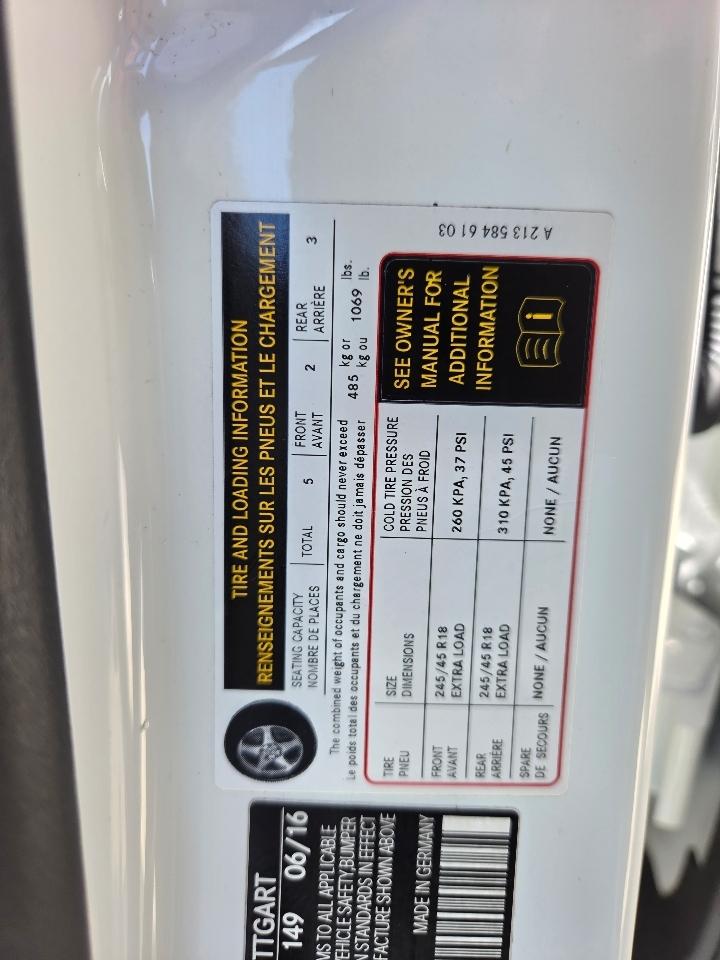 TIRE AND LOADING INFORMATION
RENSEIGNEMENTS SUR LES PNEUS ET LE CHARGEMENT
SEATING CAPACITY
NOMBRE DE PLACES
TOTAL 5
FRONT
AVANT
2
REAR
ARRIÈRE
3
The combined weight of occupants and cargo should never exceed 485 kg or 1069 lbs.
Le poids total des occupants et du chargement ne doit jamais dépasser kg ou lb.
TIRE
PNEU
SIZE
DIMENSIONS
COLD TIRE PRESSURE
PRESSION DES
PNEUS À FROID
FRONT
AVANT
245/45 R18
EXTRA LOAD
260 KPA, 37 PSI
REAR
ARRIÈRE
245/45 R18
EXTRA LOAD
310 KPA, 45 PSI
SPARE
DE SECOURS
NONE / AUCUN
NONE / AUCUN
SEE OWNER'S
MANUAL FOR
ADDITIONAL
INFORMATION
i
A 213 584 61 03
TTGART
149 06/16
MS TO ALL APPLICABLE
EHICLE SAFETY,BUMPER
N STANDARDS IN EFFECT
FACTURE SHOWN ABOVE
MADE IN GERMANY